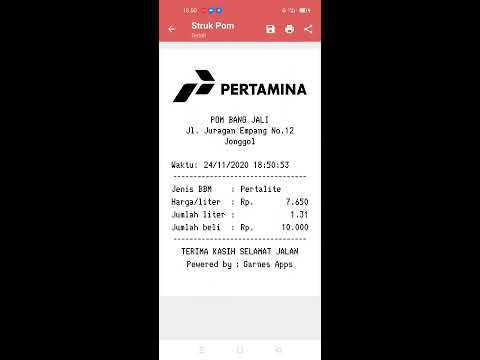 18.50
Struk Pom
Detail
PERTAMINA
POM BANG JALI
Jl. Juragan Empang No.12
Jonggol
Waktu: 24/11/2020 18:50:53
--------------------------------
Jenis BBM : Pertalite
Harga/liter : Rp. 7.650
Jumlah liter : 1.31
Jumlah beli : Rp. 10.000
--------------------------------
TERIMA KASIH SELAMAT JALAN
Powered by : Garnes Apps